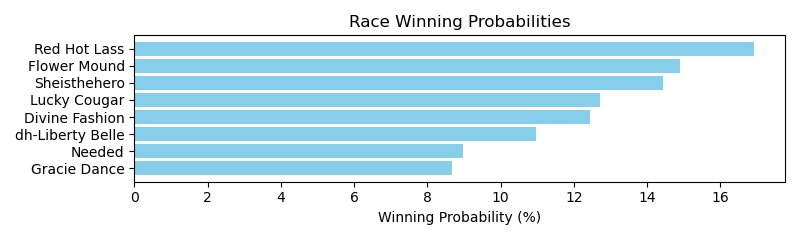 Race Winning Probabilities
Red Hot Lass
Flower Mound
Sheisthehero
Lucky Cougar
Divine Fashion
dh-Liberty Belle
Needed
Gracie Dance
0 2 4 6 8 10 12 14 16
Winning Probability (%)